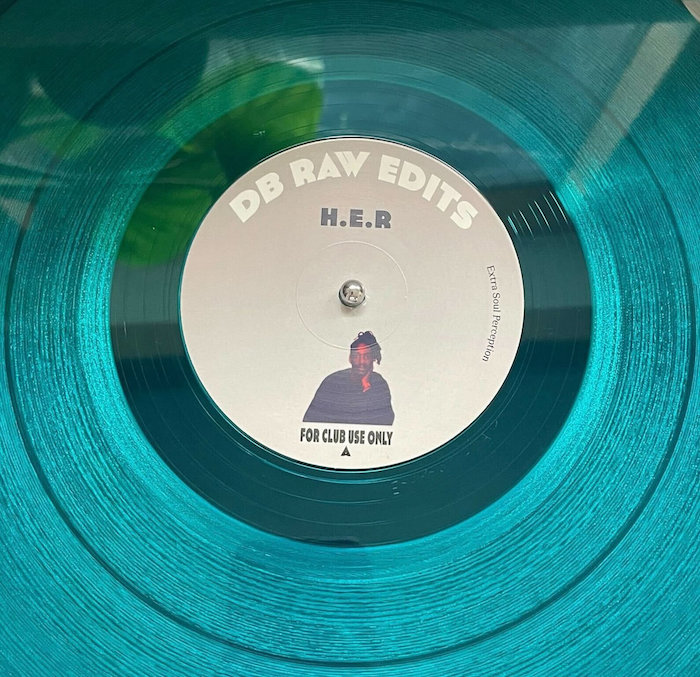 DB RAW EDITS
H.E.R
Extra Soul Perception
FOR CLUB USE ONLY
A